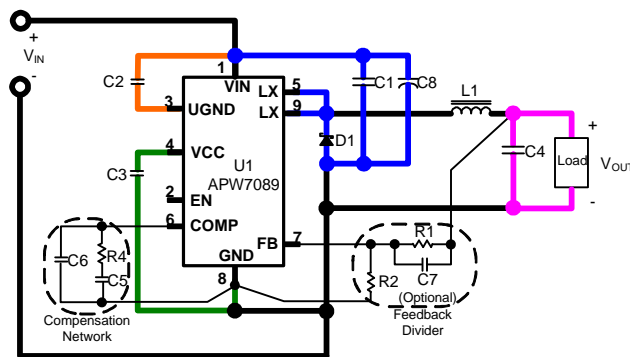 +
VIN
-
C2
1
VIN
3
UGND
4
VCC
C3
U1
APW7089
2
EN
6
COMP
GND
8
LX
5
LX
9
FB
7
D1
C1
C8
L1
C4
+
Load
VOUT
-
R1
C7
(Optional)
R2
Feedback
Divider
C6
R4
C5
Compensation
Network